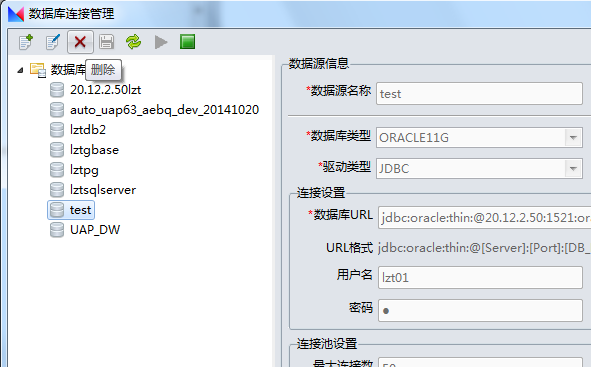 数据库连接管理
数据库
删除
20.12.2.50lzt
auto_uap63_aebq_dev_20141020
lztdb2
lztgbase
lztpg
lztsqlserver
test
UAP_DW
数据源信息
*数据源名称 test
*数据库类型 ORACLE11G
*驱动类型 JDBC
连接设置
*数据库URL jdbc:oracle:thin:@20.12.2.50:1521:or
URL格式 jdbc:oracle:thin:@[Server]:[Port]:[DB_
用户名 lzt01
密码 ●
连接池设置
最大连接数 50